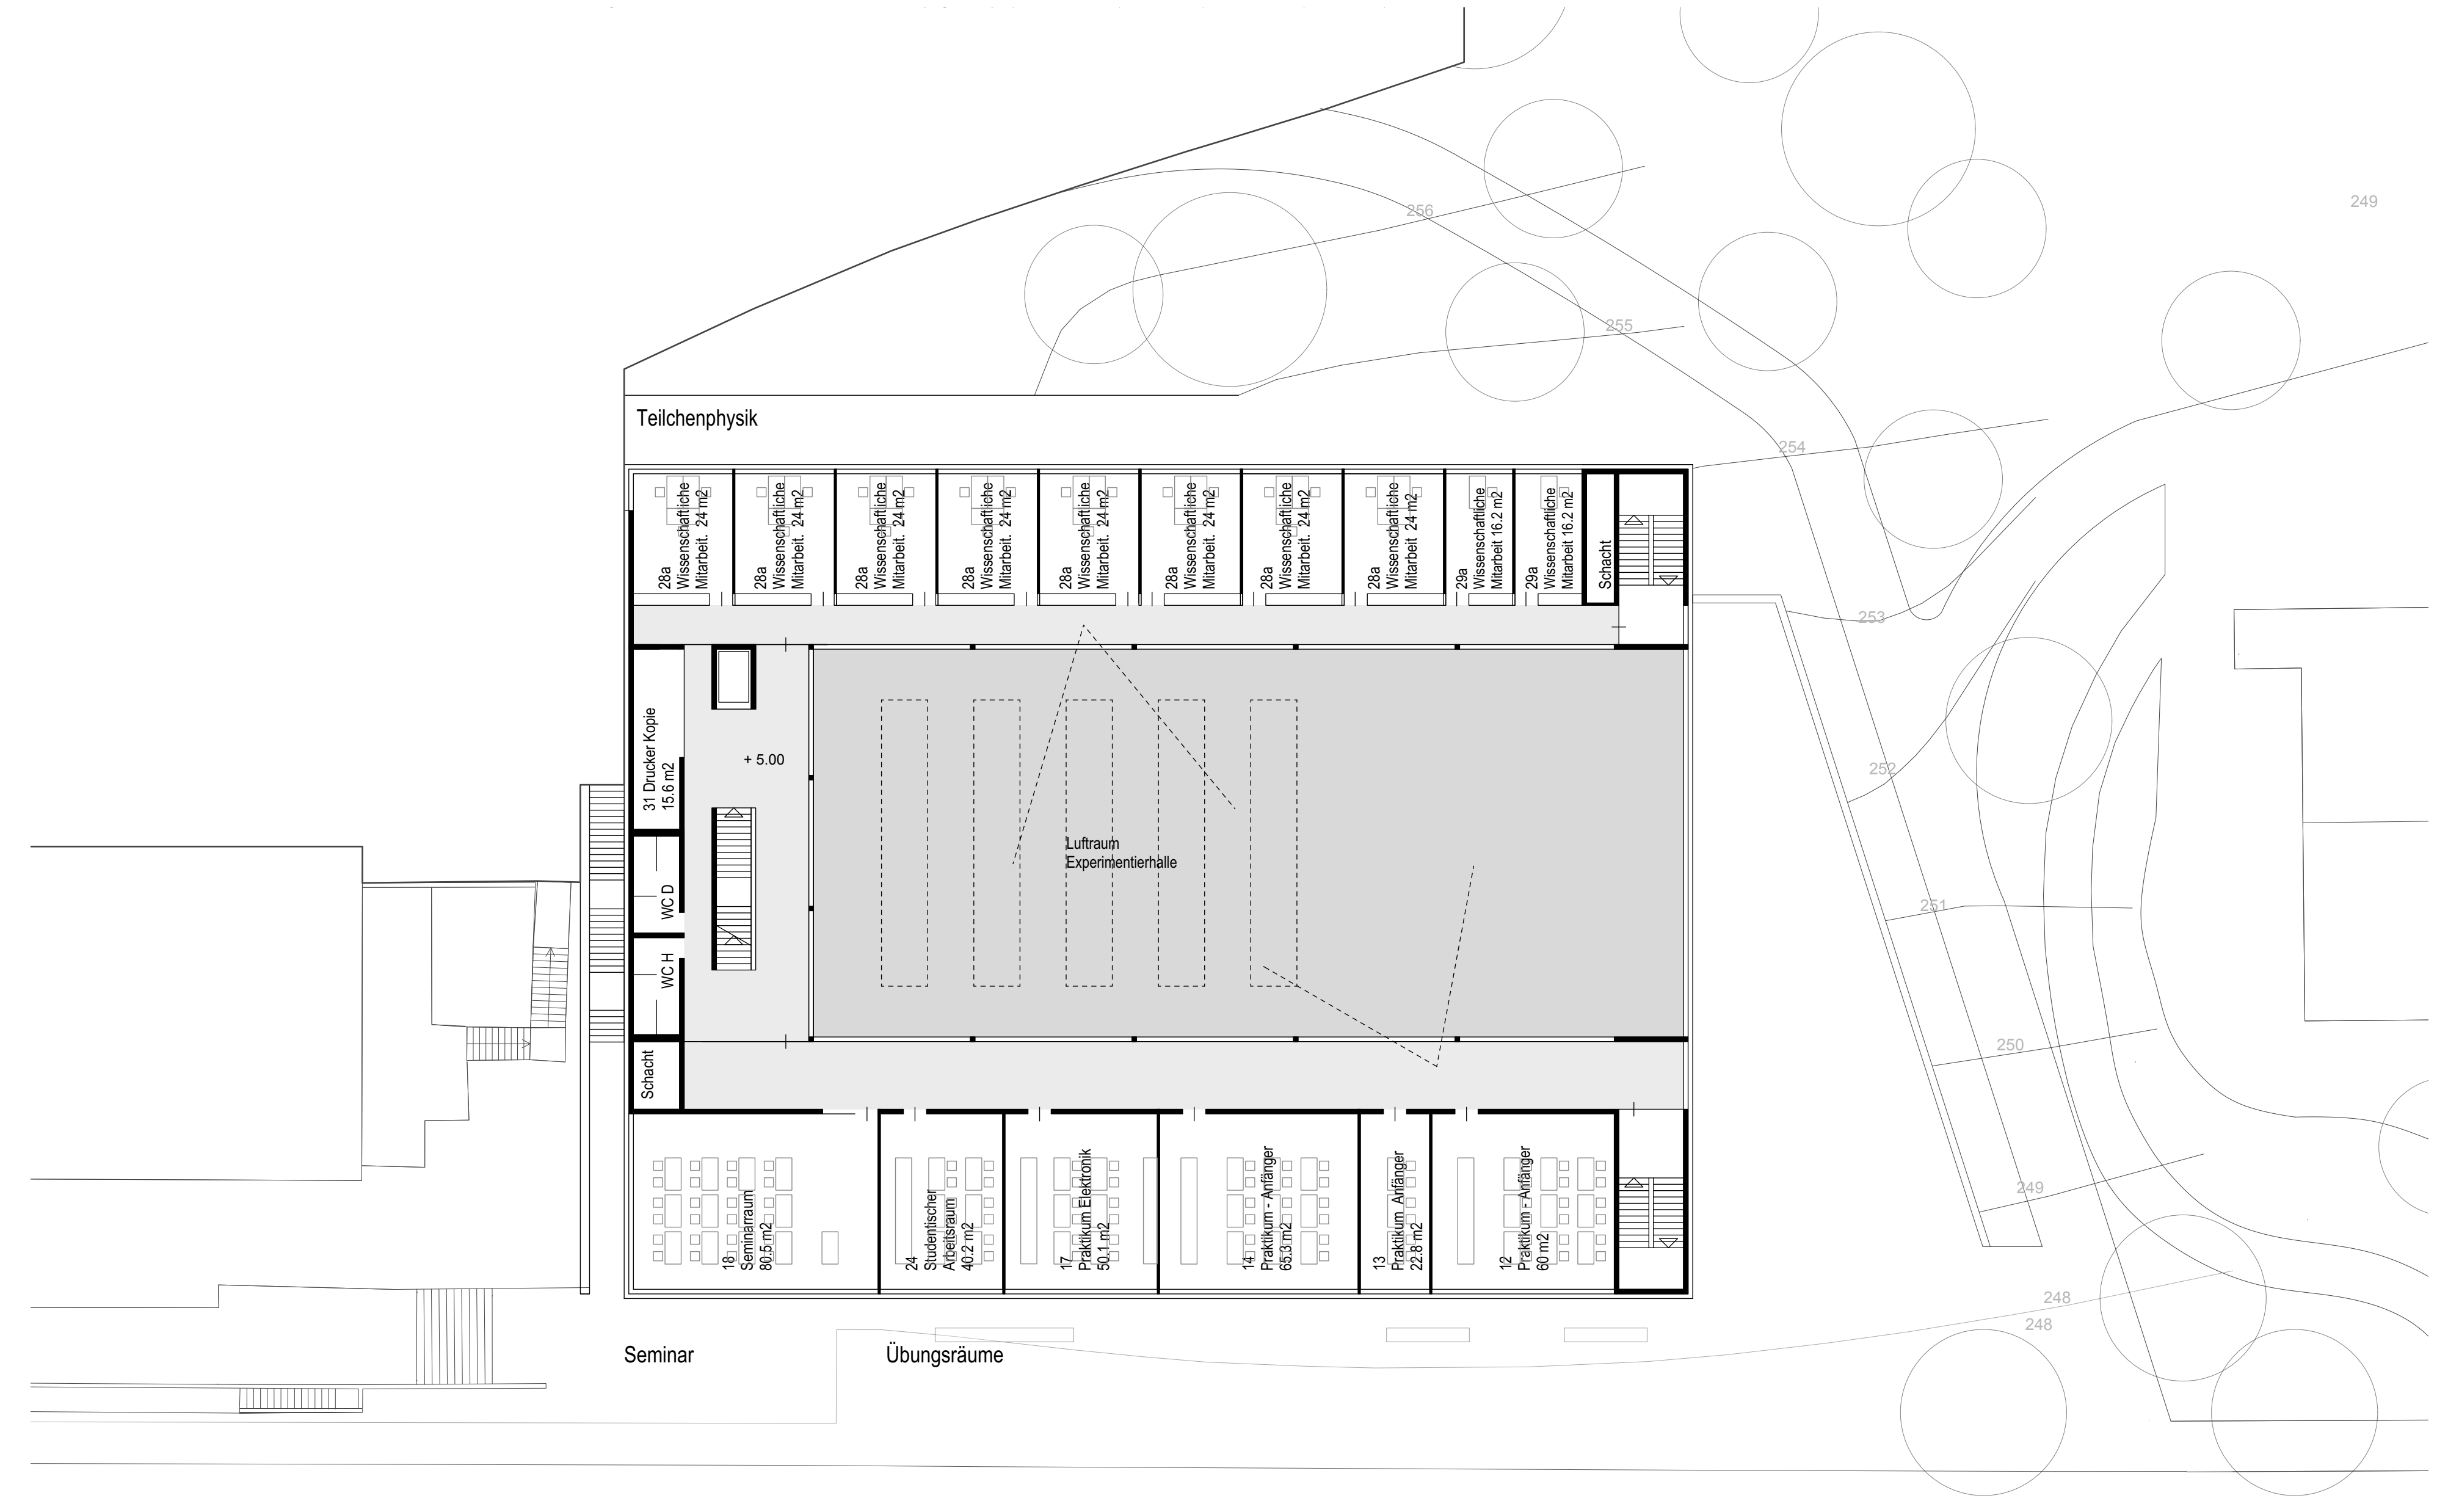 256
249
255
Teilchenphysik
254
28a
Wissenschaftliche
Mitarbeit. 24 m2
28a
Wissenschaftliche
Mitarbeit. 24 m2
28a
Wissenschaftliche
Mitarbeit. 24 m2
28a
Wissenschaftliche
Mitarbeit. 24 m2
28a
Wissenschaftliche
Mitarbeit. 24 m2
28a
Wissenschaftliche
Mitarbeit. 24 m2
28a
Wissenschaftliche
Mitarbeit. 24 m2
28a
Wissenschaftliche
Mitarbeit 24 m2
29a
Wissenschaftliche
Mitarbeit 16.2 m2
29a
Wissenschaftliche
Mitarbeit 16.2 m2
Schacht
253
31 Drucker Kopie
15.6 m2
+ 5.00
252
Luftraum
Experimentierhalle
WC D
251
WC H
250
Schacht
18
Seminarraum
80.5 m2
24
Studentischer
Arbeitsraum
40.2 m2
17
Praktikum Elektronik
50.1 m2
14
Praktikum - Anfänger
65.3 m2
13
Praktikum Anfänger
22.8 m2
12
Praktikum - Anfänger
60 m2
249
248
248
Seminar
Übungsräume